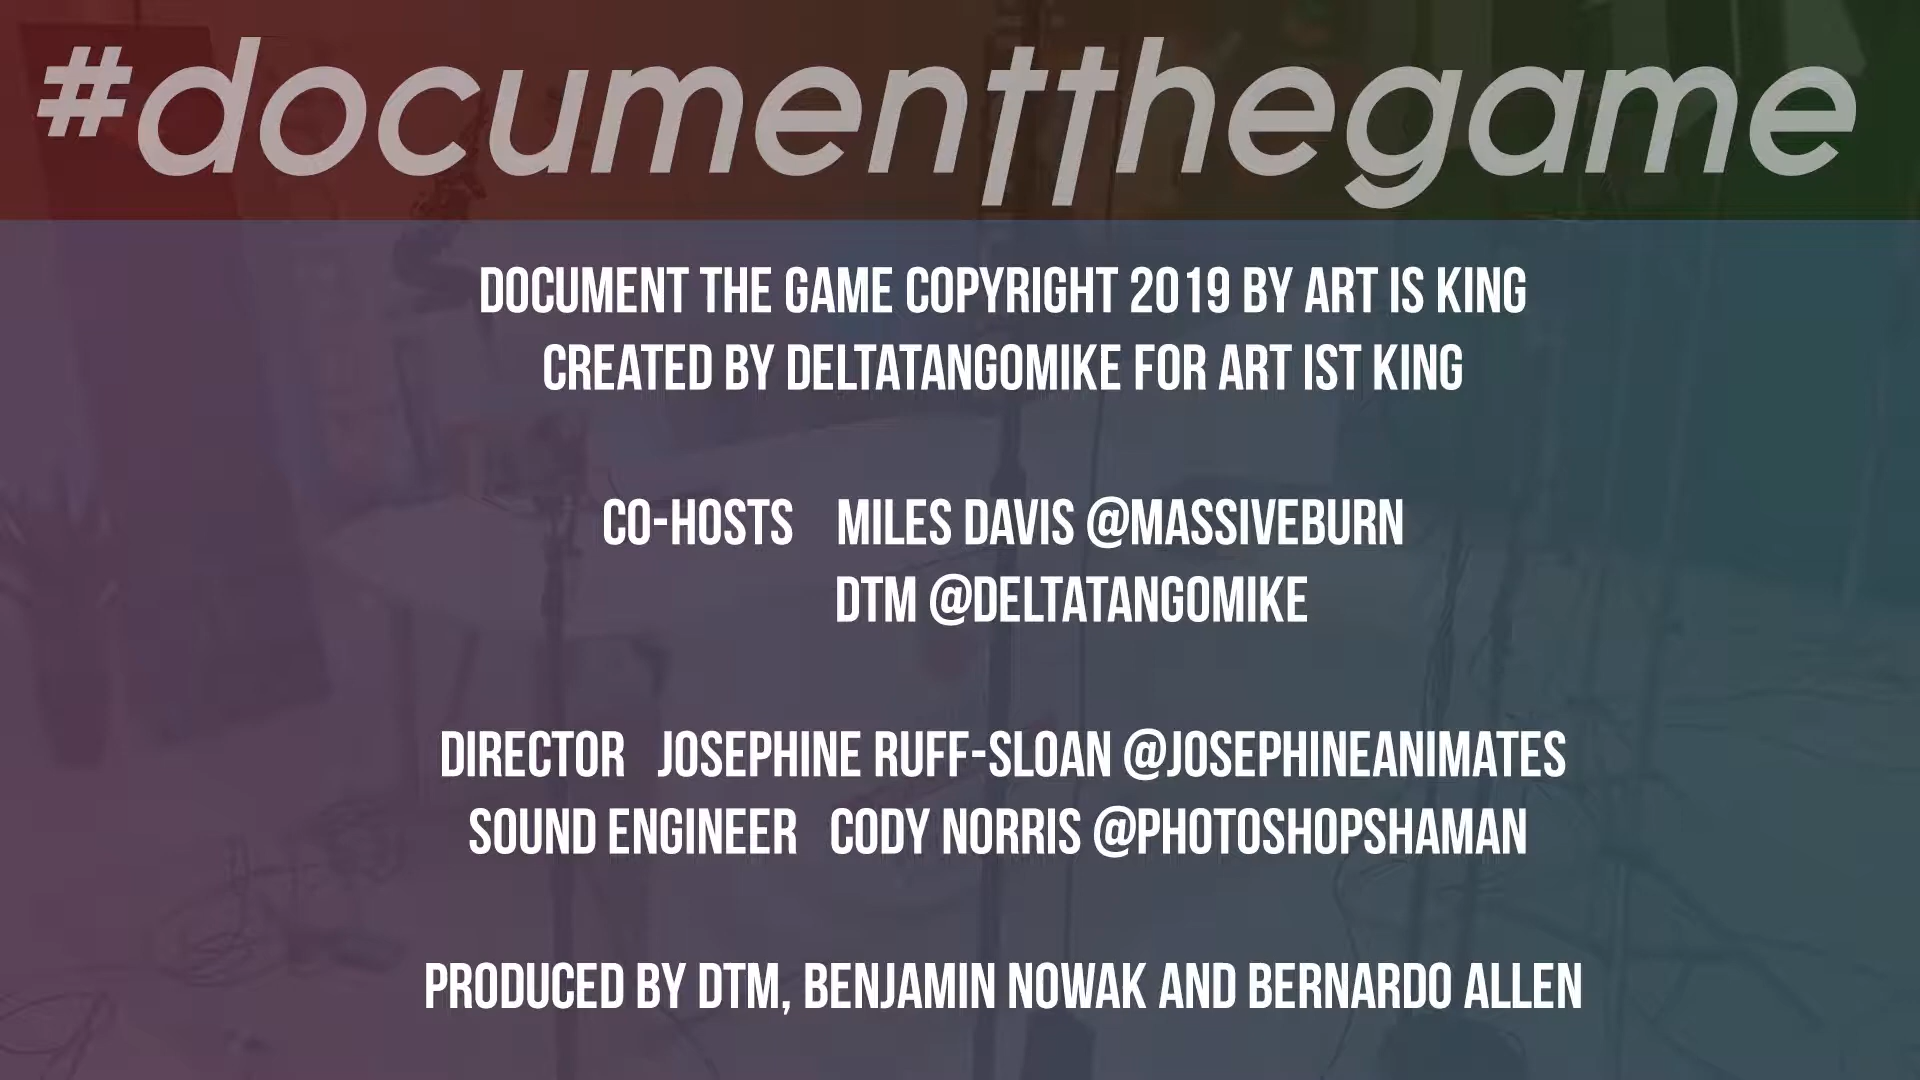 #documentthegame
DOCUMENT THE GAME COPYRIGHT 2019 BY ART IS KING
CREATED BY DELTATANGOMIKE FOR ART IST KING
CO-HOSTS MILES DAVIS @MASSIVEBURN
DTM @DELTATANGOMIKE
DIRECTOR JOSEPHINE RUFF-SLOAN @JOSEPHINEANIMATES
SOUND ENGINEER CODY NORRIS @PHOTOSHOPSHAMAN
PRODUCED BY DTM, BENJAMIN NOWAK AND BERNARDO ALLEN